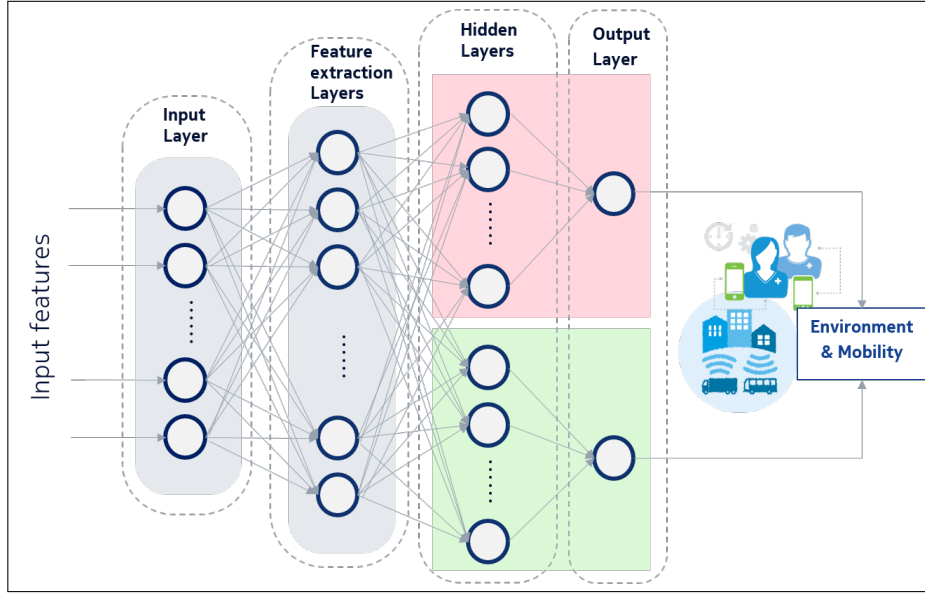 Input features
Input
Layer
Feature
extraction
Layers
Hidden
Layers
Output
Layer
Environment
& Mobility